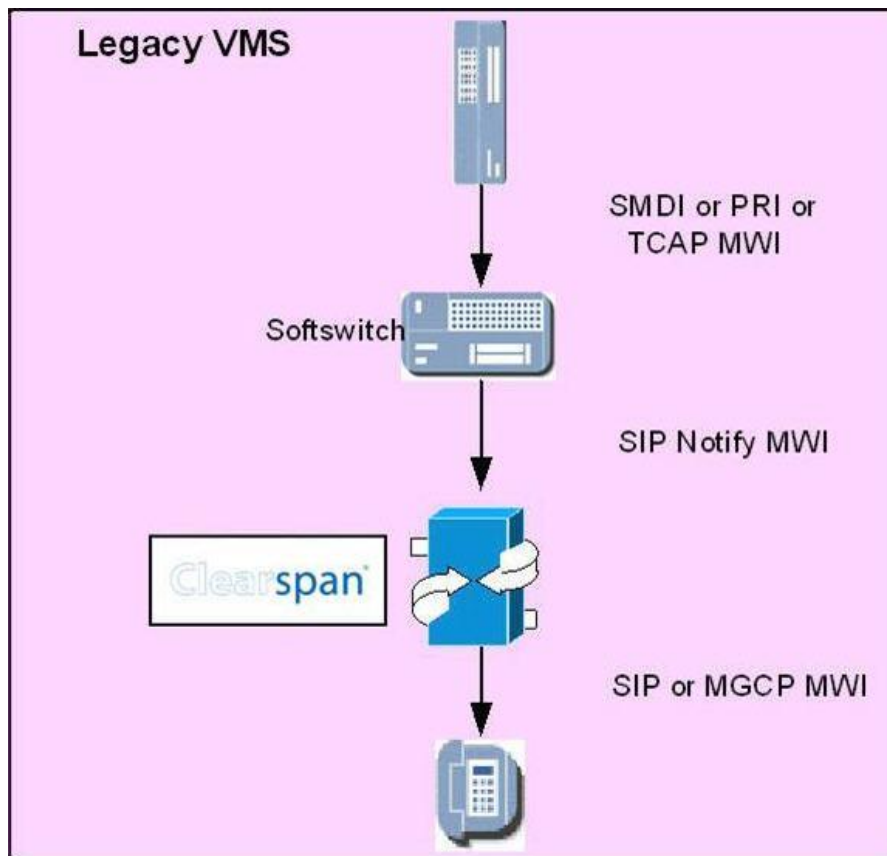 Legacy VMS
SMDI or PRI or
TCAP MWI
Softswitch
SIP Notify MWI
Clearspan
SIP or MGCP MWI